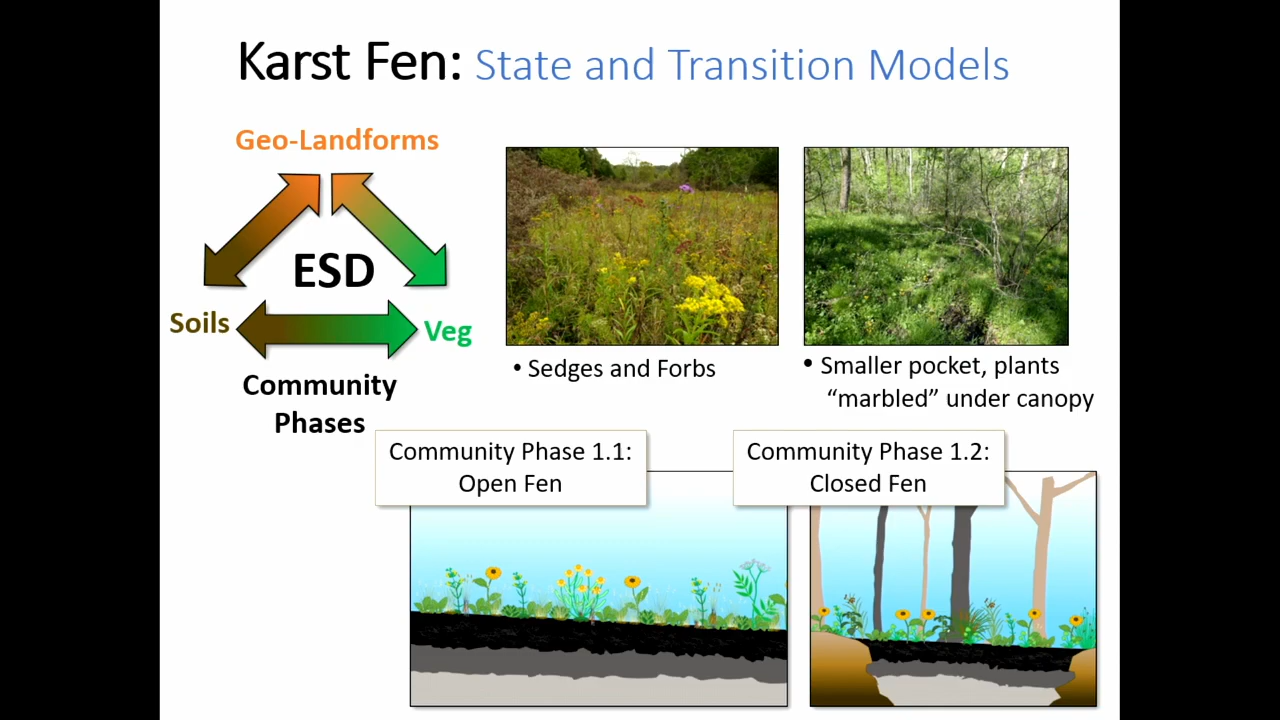 Karst Fen: State and Transition Models
Geo-Landforms
ESD
Soils
Veg
Community
Phases
• Sedges and Forbs
• Smaller pocket, plants
“marbled” under canopy
Community Phase 1.1:
Open Fen
Community Phase 1.2:
Closed Fen